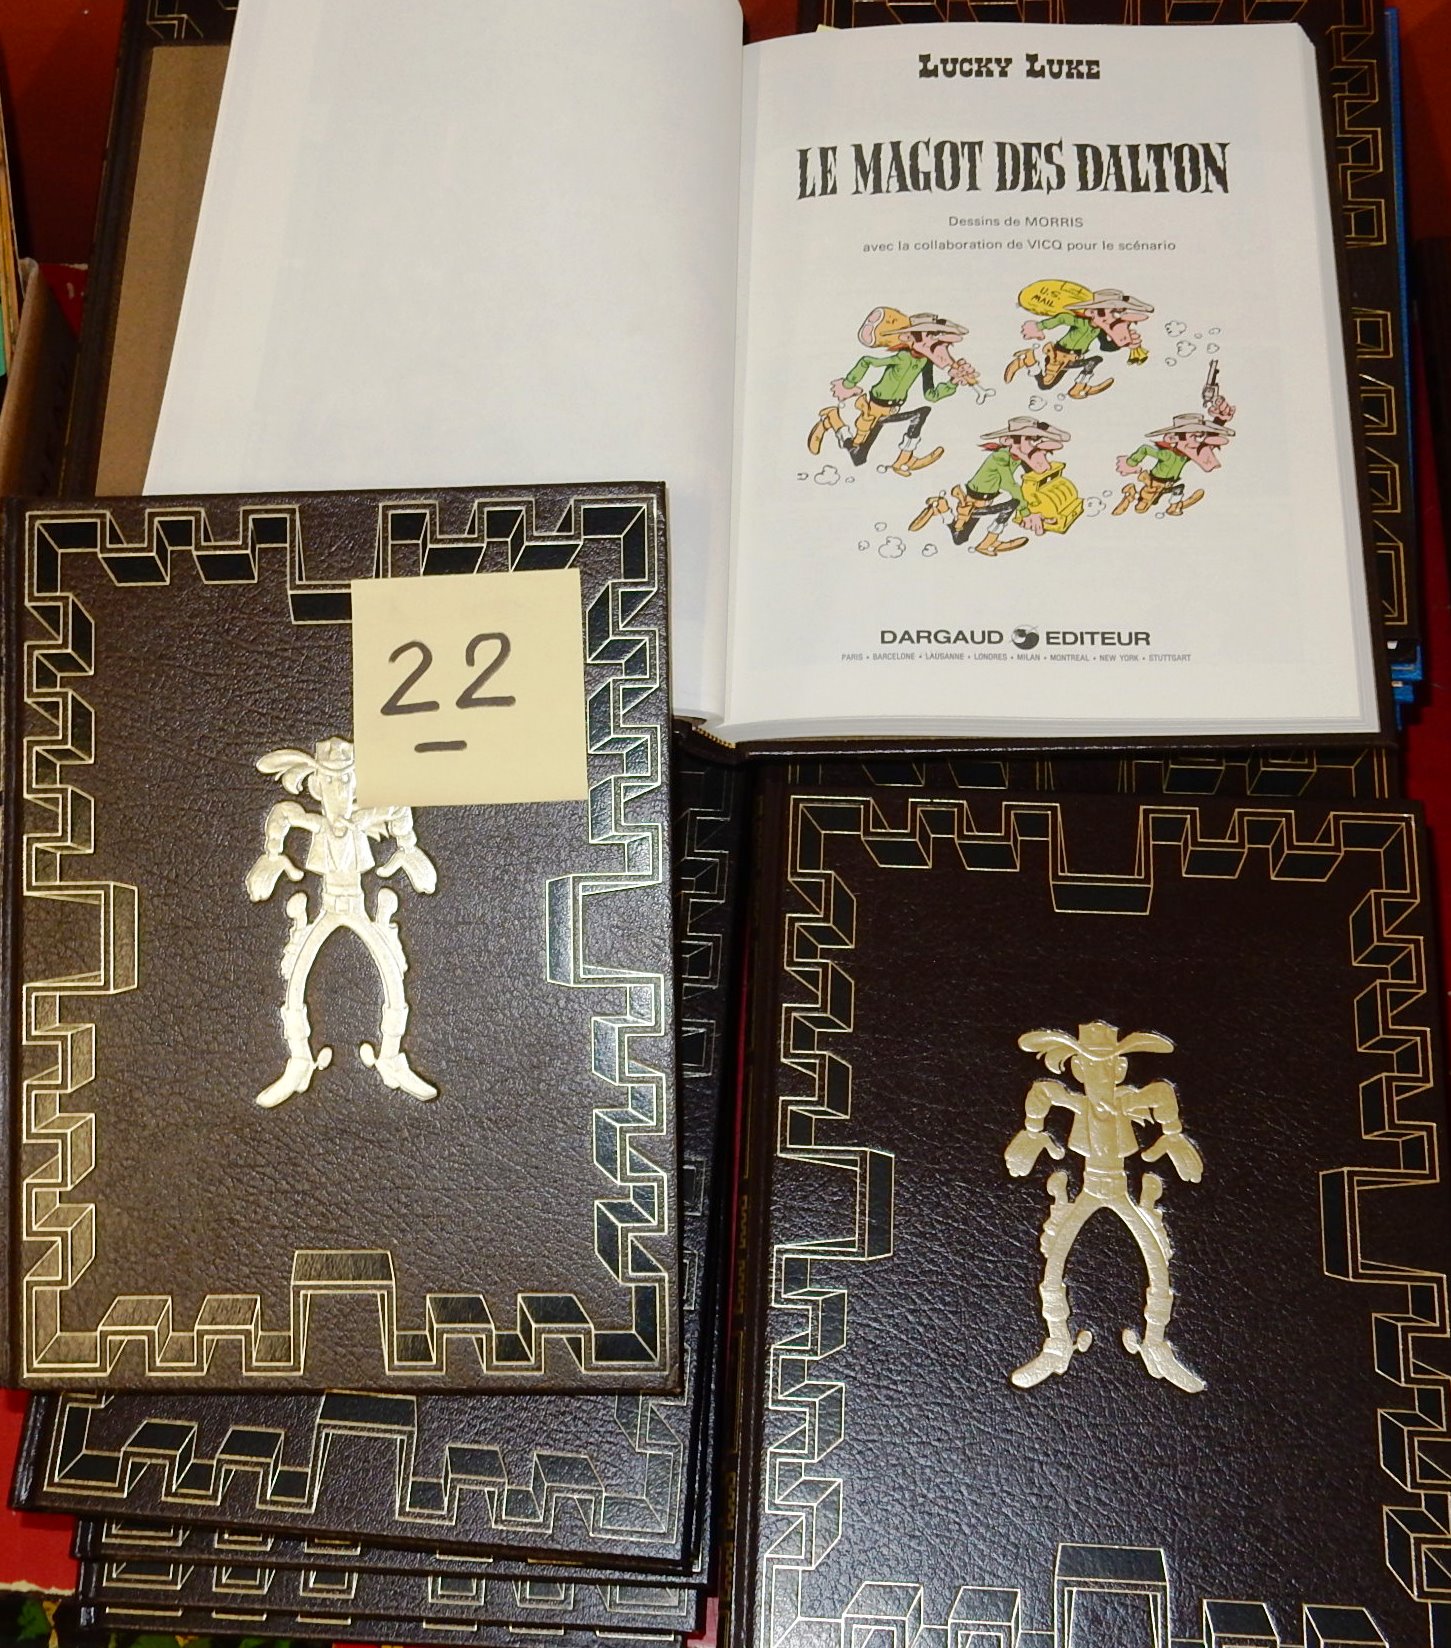 LUCKY LUKE
LE MAGOT DES DALTON
Dessins de MORRIS
avec la collaboration de VICQ pour le scénario
U.S.
MAIL
DARGAUD EDITEUR
PARIS • BARCELONE • LAUSANNE • LONDRES • MILAN • MONTREAL • NEW YORK • STUTTGART
22